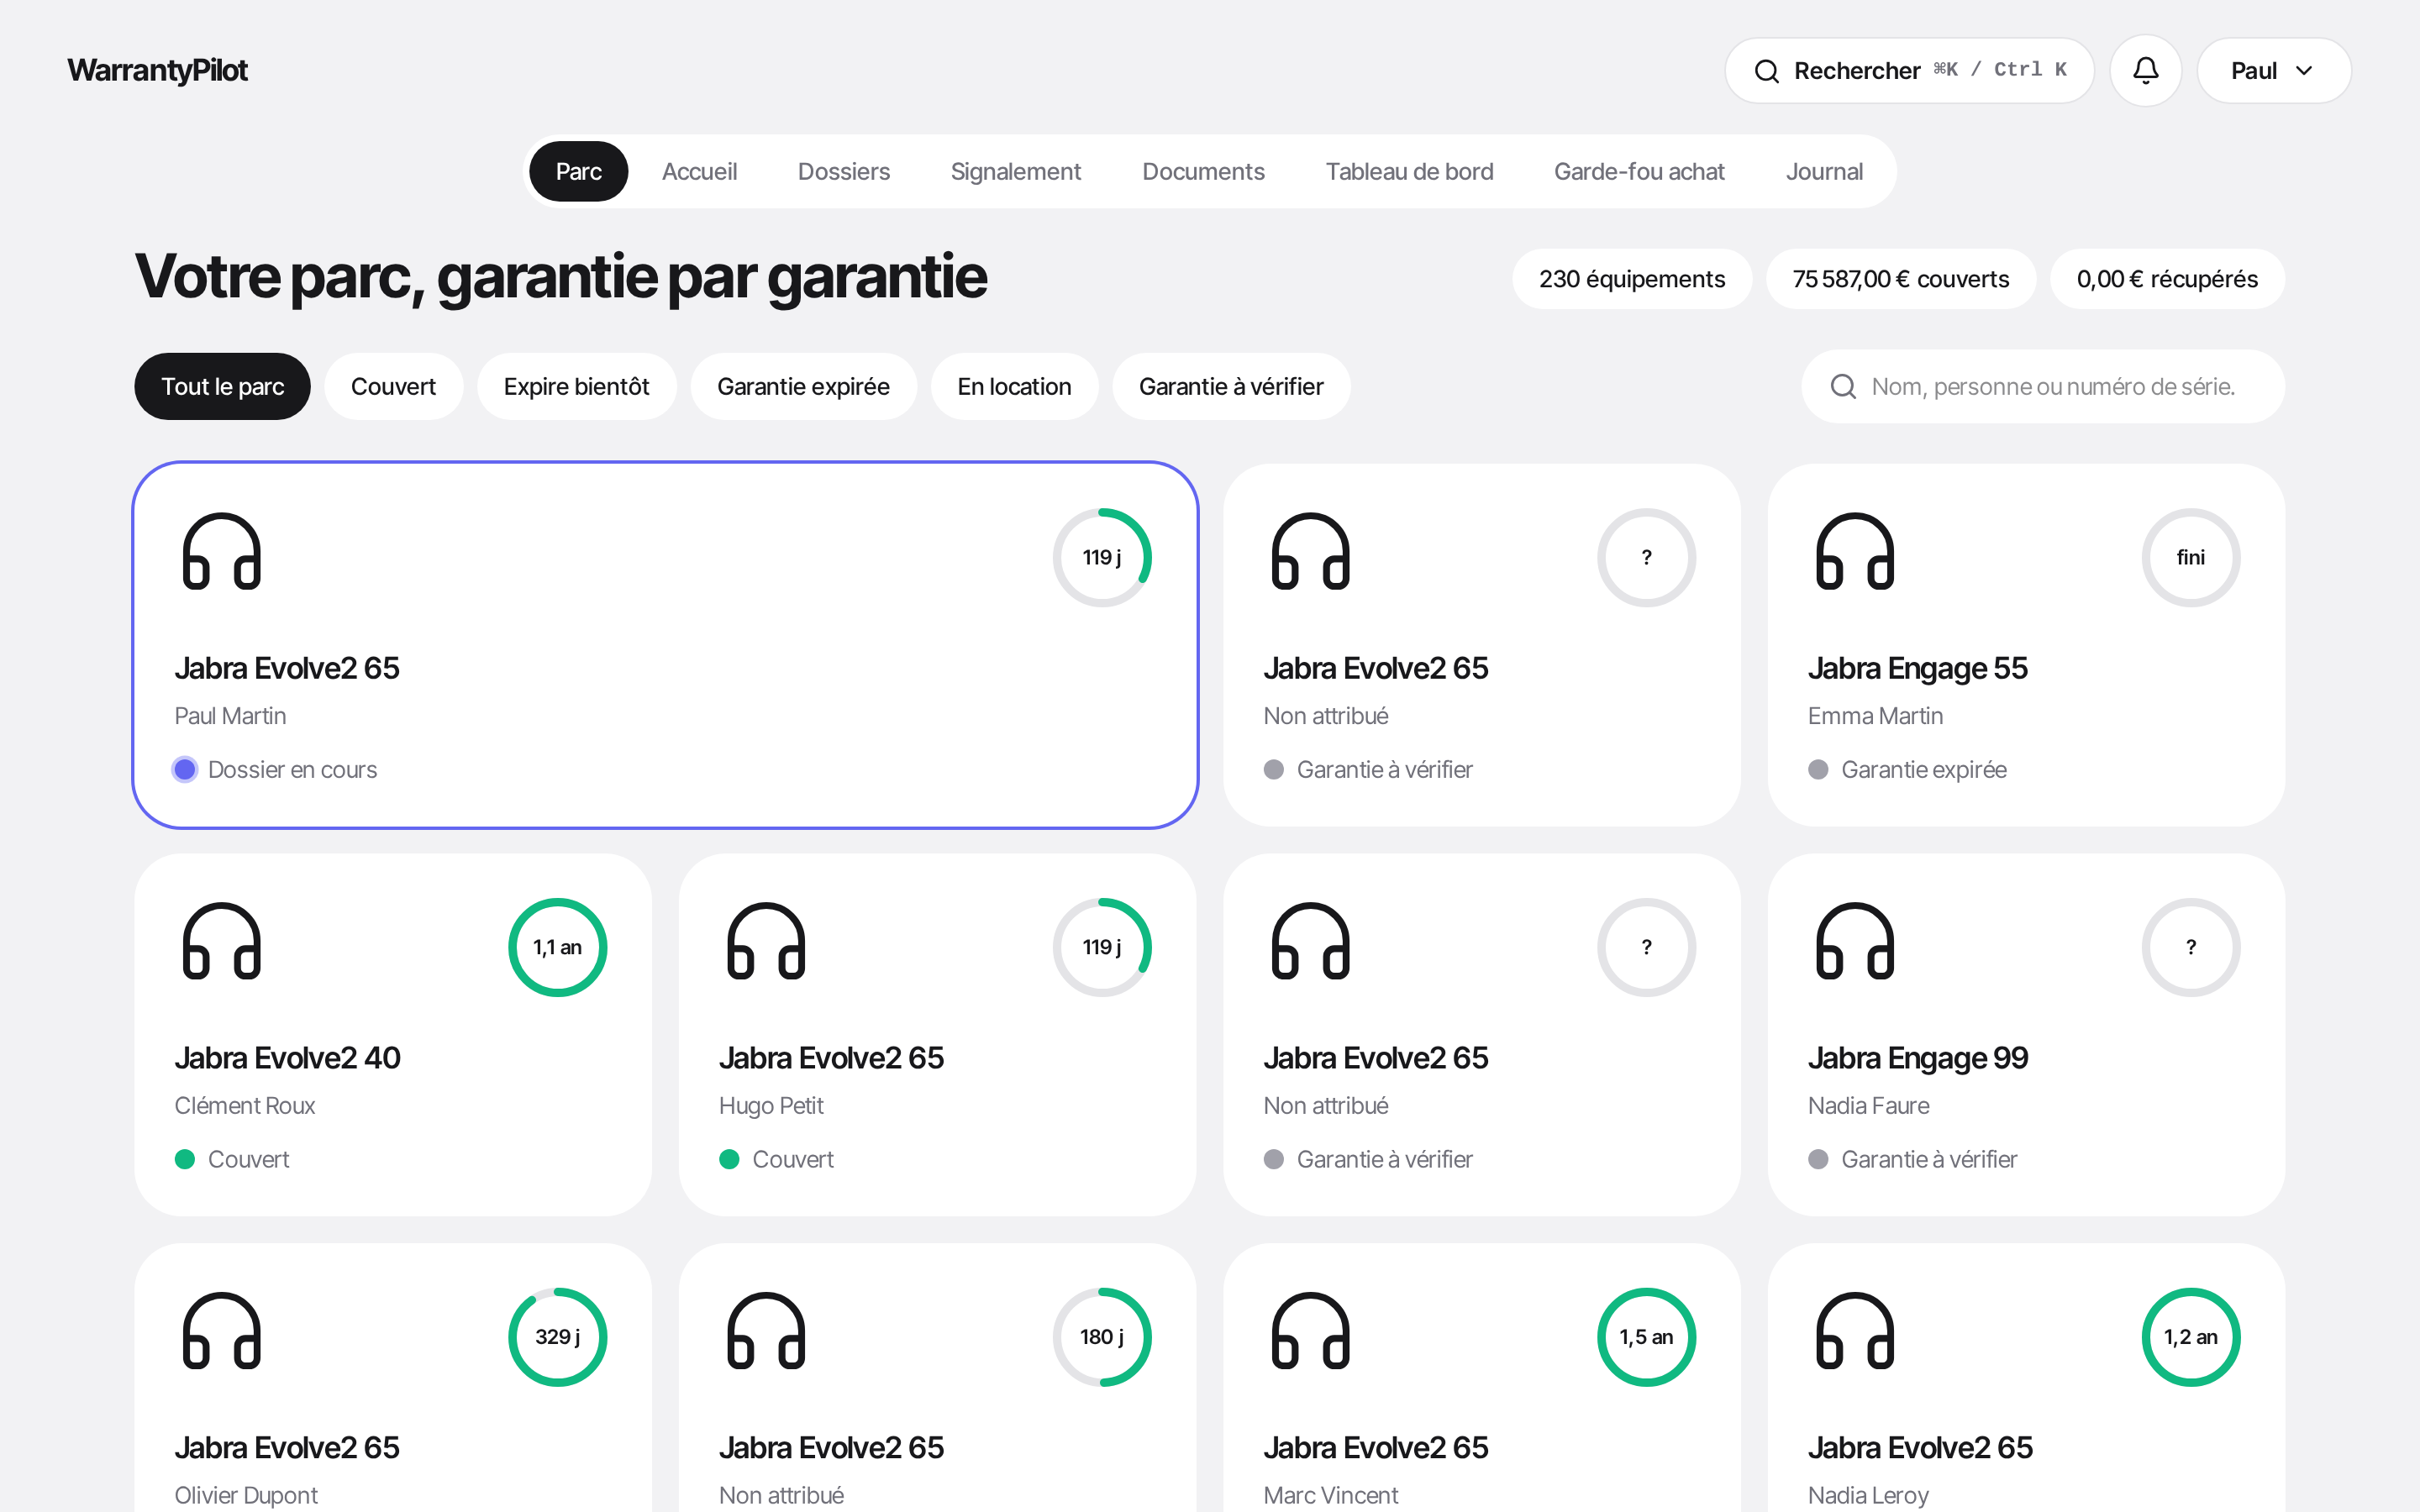 WarrantyPilot
Rechercher ⌘K / Ctrl K
Paul
Parc Accueil Dossiers Signalement Documents Tableau de bord Garde-fou achat Journal
Votre parc, garantie par garantie
230 équipements 75 587,00 € couverts 0,00 € récupérés
Tout le parc Couvert Expire bientôt Garantie expirée En location Garantie à vérifier
Nom, personne ou numéro de série.
119 j
Jabra Evolve2 65
Paul Martin
Dossier en cours
?
Jabra Evolve2 65
Non attribué
Garantie à vérifier
fini
Jabra Engage 55
Emma Martin
Garantie expirée
1,1 an
Jabra Evolve2 40
Clément Roux
Couvert
119 j
Jabra Evolve2 65
Hugo Petit
Couvert
?
Jabra Evolve2 65
Non attribué
Garantie à vérifier
?
Jabra Engage 99
Nadia Faure
Garantie à vérifier
329 j
Jabra Evolve2 65
Olivier Dupont
180 j
Jabra Evolve2 65
Non attribué
1,5 an
Jabra Evolve2 65
Marc Vincent
1,2 an
Jabra Evolve2 65
Nadia Leroy